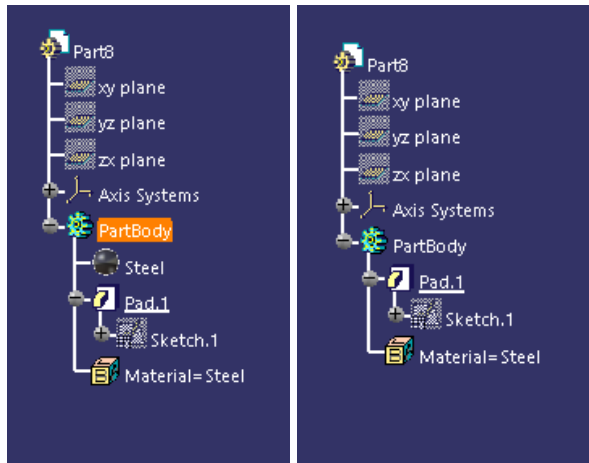 Part8
xy plane
yz plane
zx plane
Axis Systems
PartBody
Steel
Pad.1
Sketch.1
Material=Steel
Part8
xy plane
yz plane
zx plane
Axis Systems
PartBody
Pad.1
Sketch.1
Material=Steel